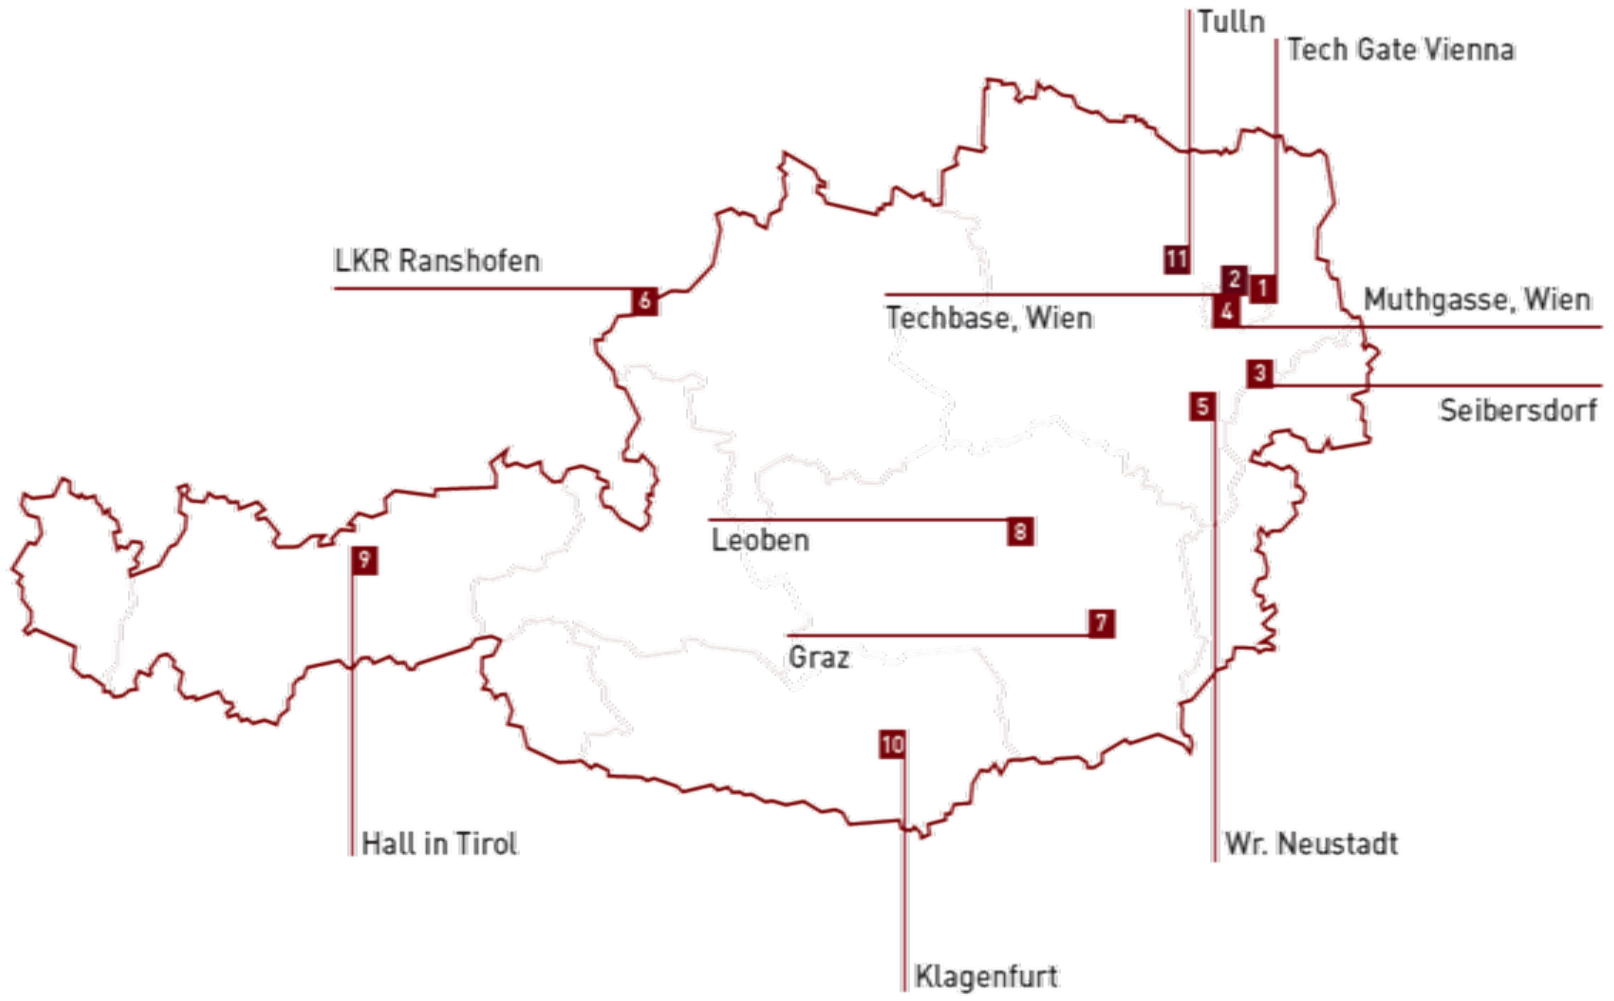 Tulln
Tech Gate Vienna
LKR Ranshofen
11
2
1
6
4
Muthgasse, Wien
Techbase, Wien
3
5
Seibersdorf
8
Leoben
9
7
Graz
10
Hall in Tirol
Wr. Neustadt
Klagenfurt